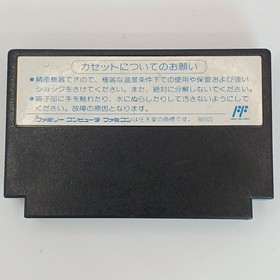 カセットについてのお願い
●精密機器ですので、極端な温度条件下での使用や保管および強い
ショックをさけてください。また、絶対に分解しないでください。
●端子部に手を触れたり、水にぬらしたりして汚さないようにして
ください。故障の原因となります。
ファミリー コンピュータ・ファミコンは任天堂の商標です。
FF